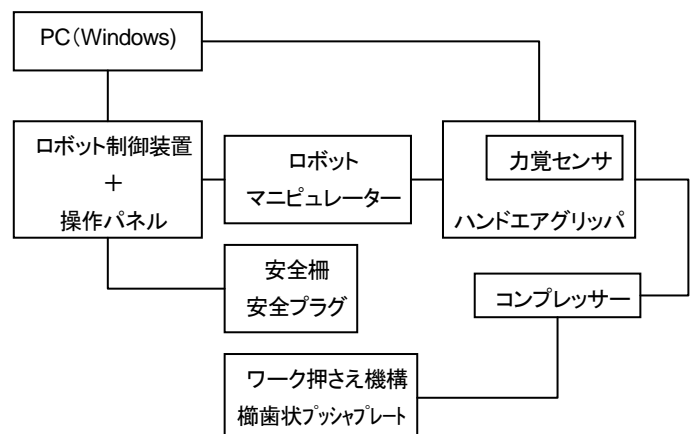 PC（Windows)
ロボット制御装置
＋
操作パネル
ロボット
マニピュレーター
力覚センサ
ハンドエアグリッパ
安全柵
安全プラグ
コンプレッサー
ワーク押さえ機構
櫛歯状プッシャプレート